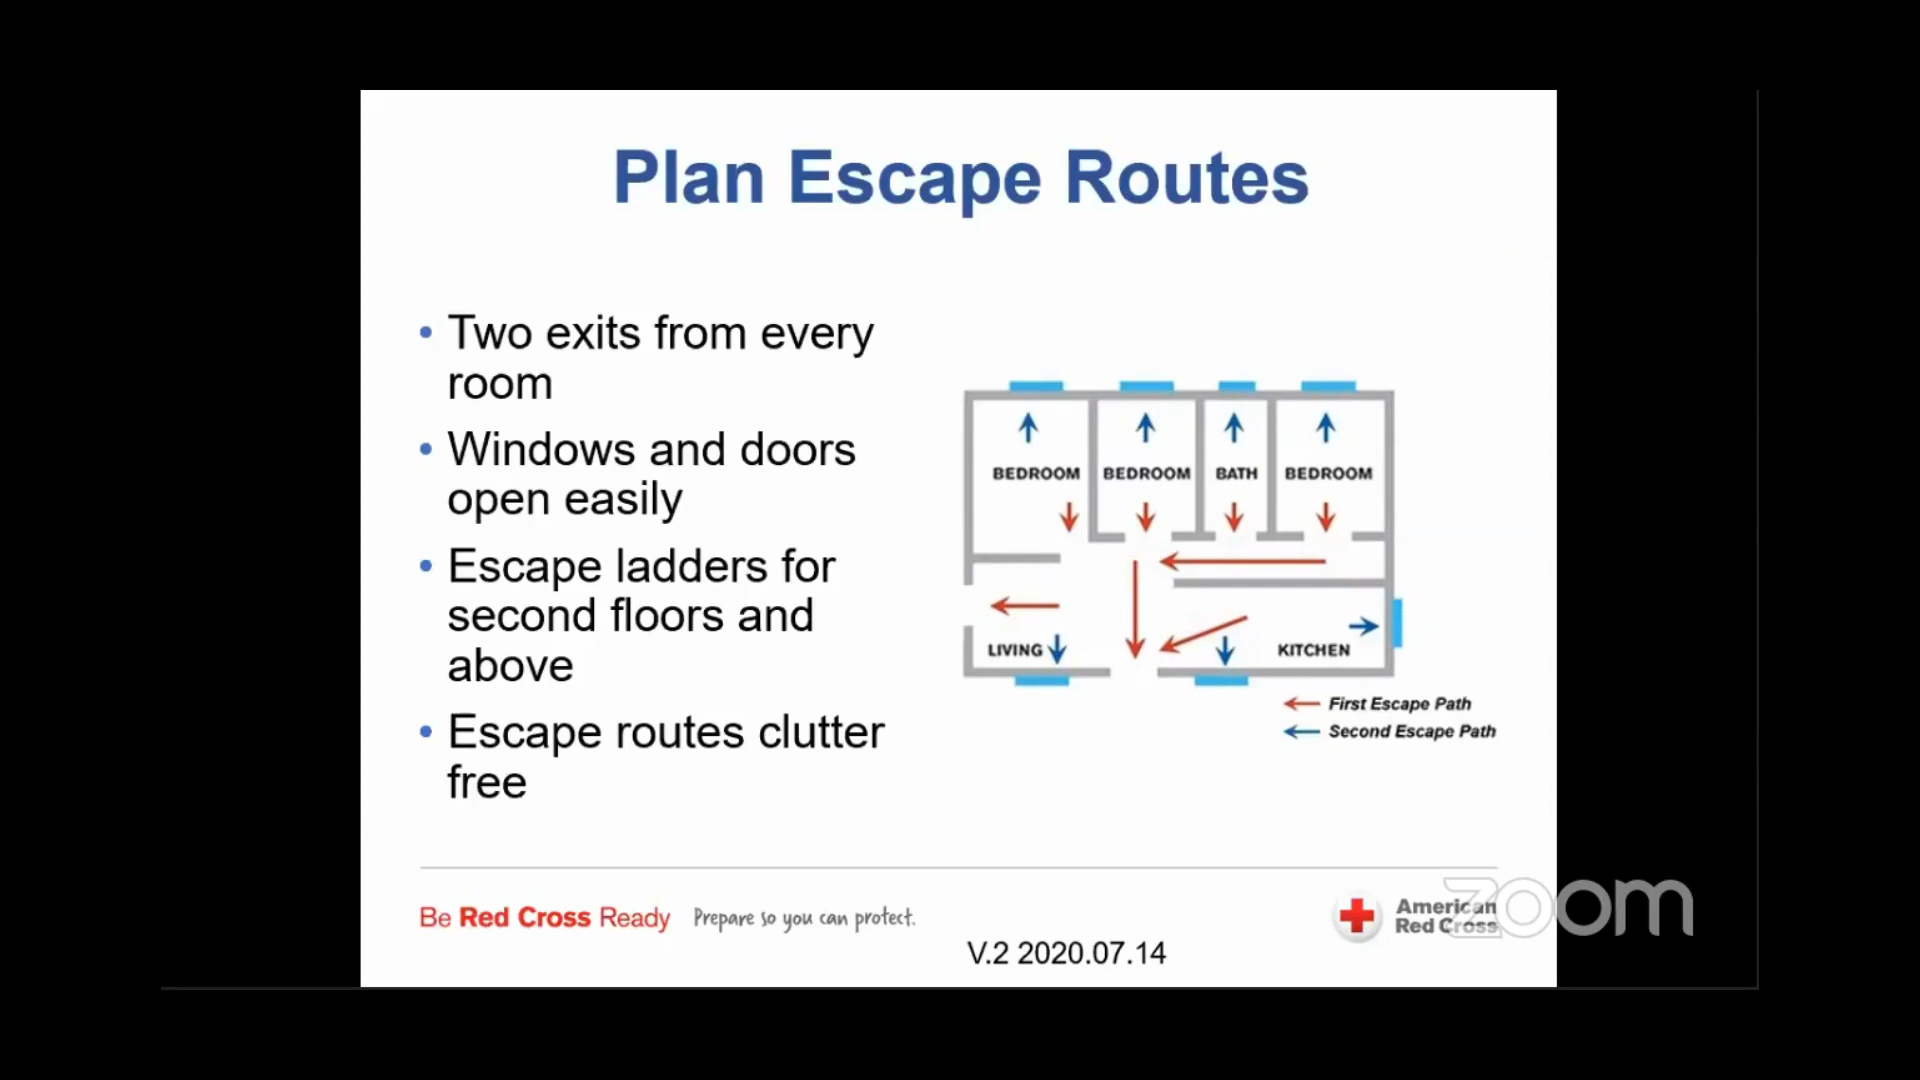 Plan Escape Routes
• Two exits from every
room
• Windows and doors
open easily
• Escape ladders for
second floors and
above
• Escape routes clutter
free
BEDROOM BEDROOM BATH BEDROOM
LIVING KITCHEN
First Escape Path
Second Escape Path
Be Red Cross Ready Prepare so you can protect.
American
Red Cross
zoom
V.2 2020.07.14